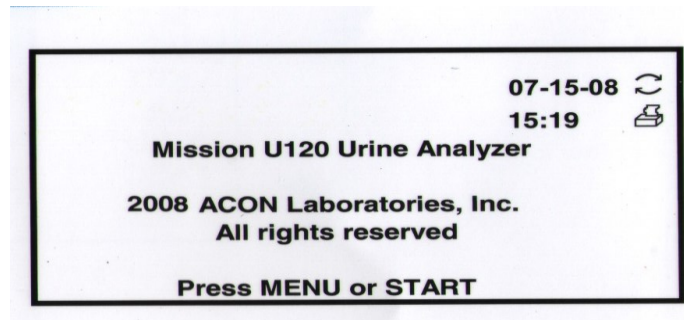 07-15-08
15:19
Mission U120 Urine Analyzer
2008 ACON Laboratories, Inc.
All rights reserved
Press MENU or START